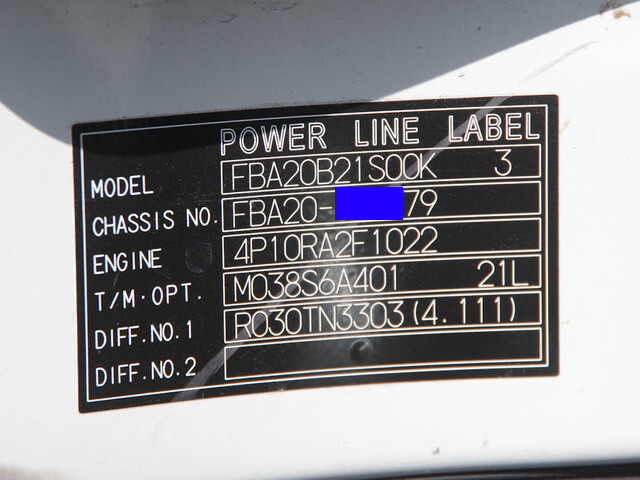 POWER LINE LABEL
MODEL FBA20B21S00K 3
CHASSIS NO. FBA20- 79
ENGINE 4P10RA2F1022
T/M·OPT. M038S6A401 21L
DIFF.NO.1 R030TN3303(4.111)
DIFF.NO.2